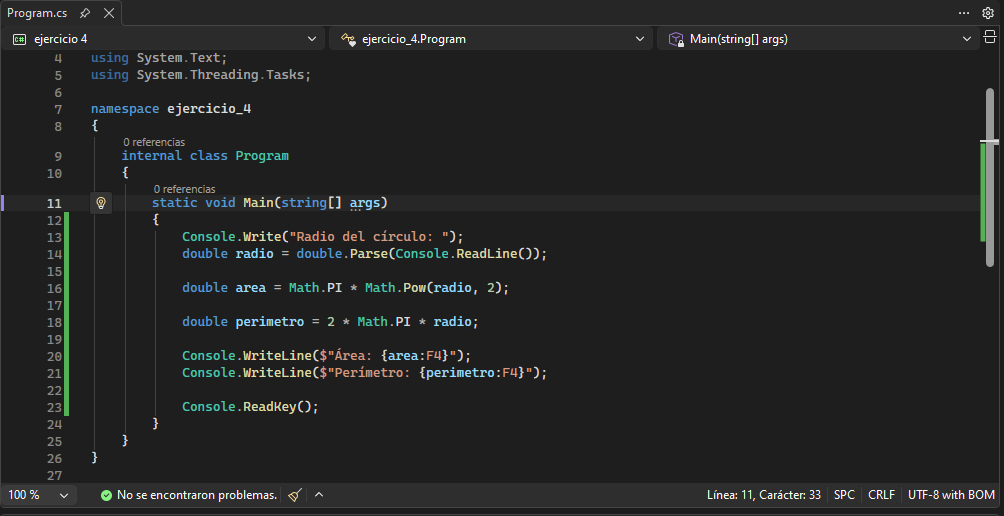 Program.cs
ejercicio 4 ejercicio_4.Program Main(string[] args)
4 using System.Text;
5 using System.Threading.Tasks;
6
7 namespace ejercicio_4
8 {
0 referencias
9 internal class Program
10 {
0 referencias
11 static void Main(string[] args)
12 {
13 Console.Write("Radio del círculo: ");
14 double radio = double.Parse(Console.ReadLine());
15
16 double area = Math.PI * Math.Pow(radio, 2);
17
18 double perimetro = 2 * Math.PI * radio;
19
20 Console.WriteLine($"Área: {area:F4}");
21 Console.WriteLine($"Perímetro: {perimetro:F4}");
22
23 Console.ReadKey();
24 }
25 }
26 }
27
100 % No se encontraron problemas. Línea: 11, Carácter: 33 SPC CRLF UTF-8 with BOM